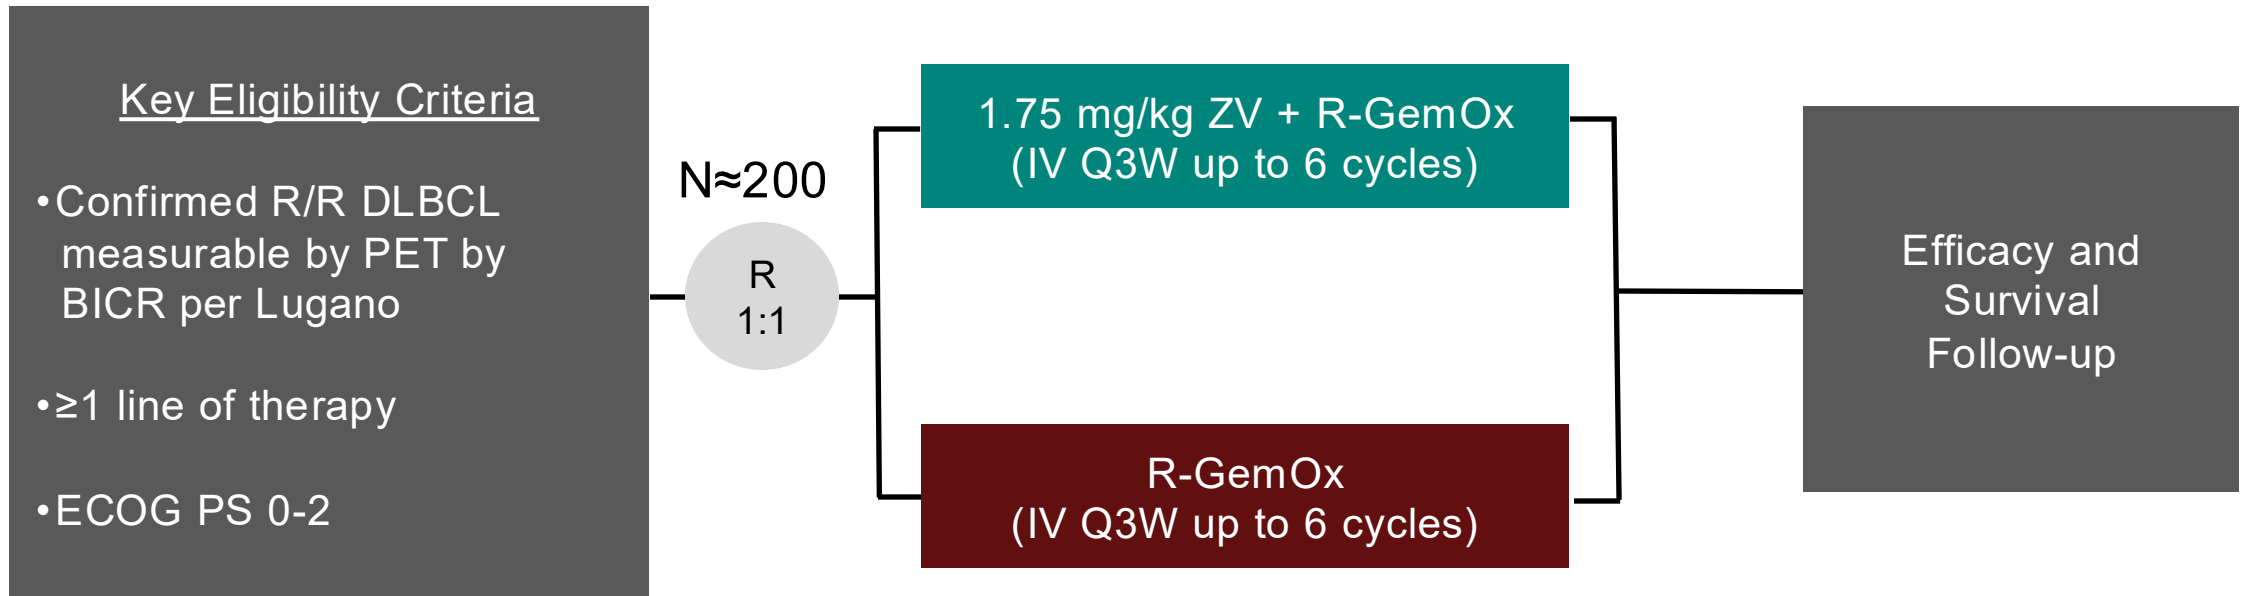 Key Eligibility Criteria
•Confirmed R/R DLBCL
measurable by PET by
BICR per Lugano
•≥1 line of therapy
•ECOG PS 0-2
N≈200
R
1:1
1.75 mg/kg ZV + R-GemOx
(IV Q3W up to 6 cycles)
R-GemOx
(IV Q3W up to 6 cycles)
Efficacy and
Survival
Follow-up